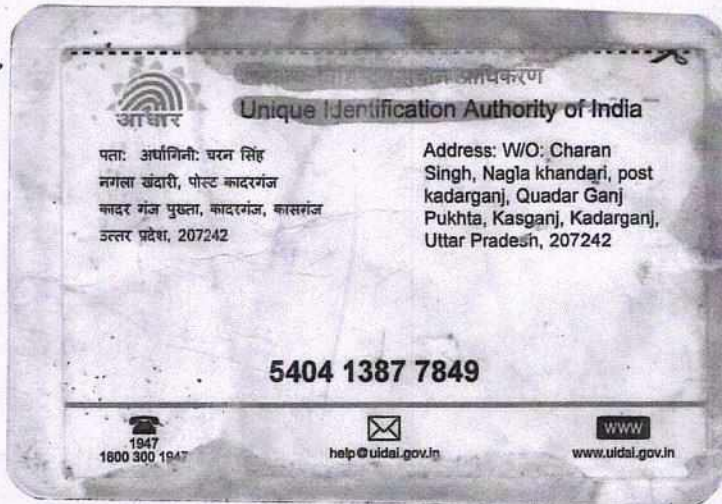 आधार
Unique Identification Authority of India
पता: अर्धांगिनी: चरन सिंह
नगला खंदारी, पोस्ट कादरगंज
कादर गंज पुख्ता, कादरगंज, कासगंज
उत्तर प्रदेश, 207242
Address: W/O: Charan
Singh, Nagla khandari, post
kadarganj, Quadar Ganj
Pukhta, Kasganj, Kadarganj,
Uttar Pradesh, 207242
5404 1387 7849
1947
1800 300 1947
help@uidai.gov.in
WWW
www.uidai.gov.in